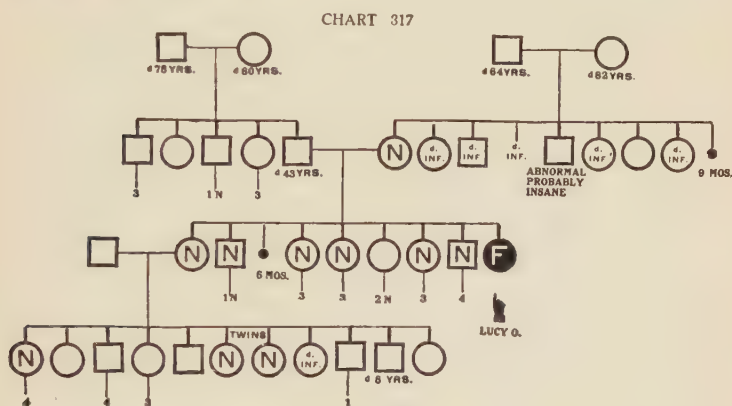 CHART 317
d 78 YRS. d 80 YRS. d 64 YRS. d 82 YRS.
N d. INF. d. INF. d. INF. d. INF. d. INF. 9 MOS.
3 1 N 3 d 43 YRS. ABNORMAL PROBABLY INSANE
N N N N N N F
6 MOS.
1 N 3 3 2 N 3 4
LUCY O.
TWINS
N N N d. INF.
d 8 YRS.
4 4 3 1